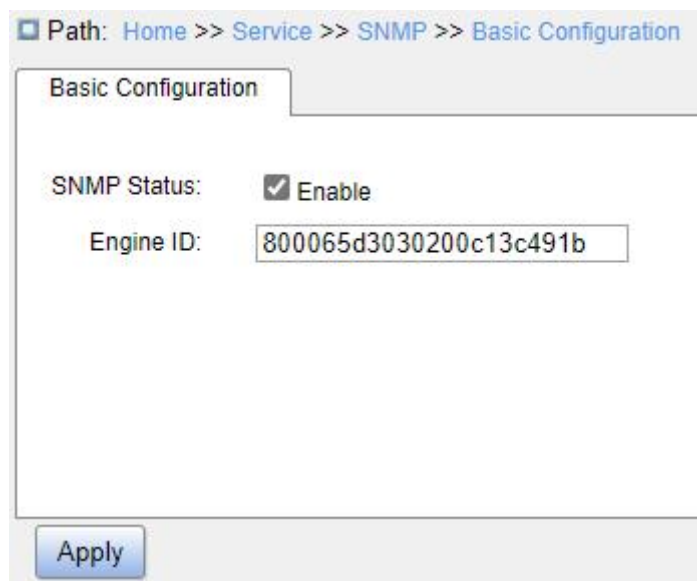 Path: Home >> Service >> SNMP >> Basic Configuration
Basic Configuration
SNMP Status: Enable
Engine ID: 800065d3030200c13c491b
Apply